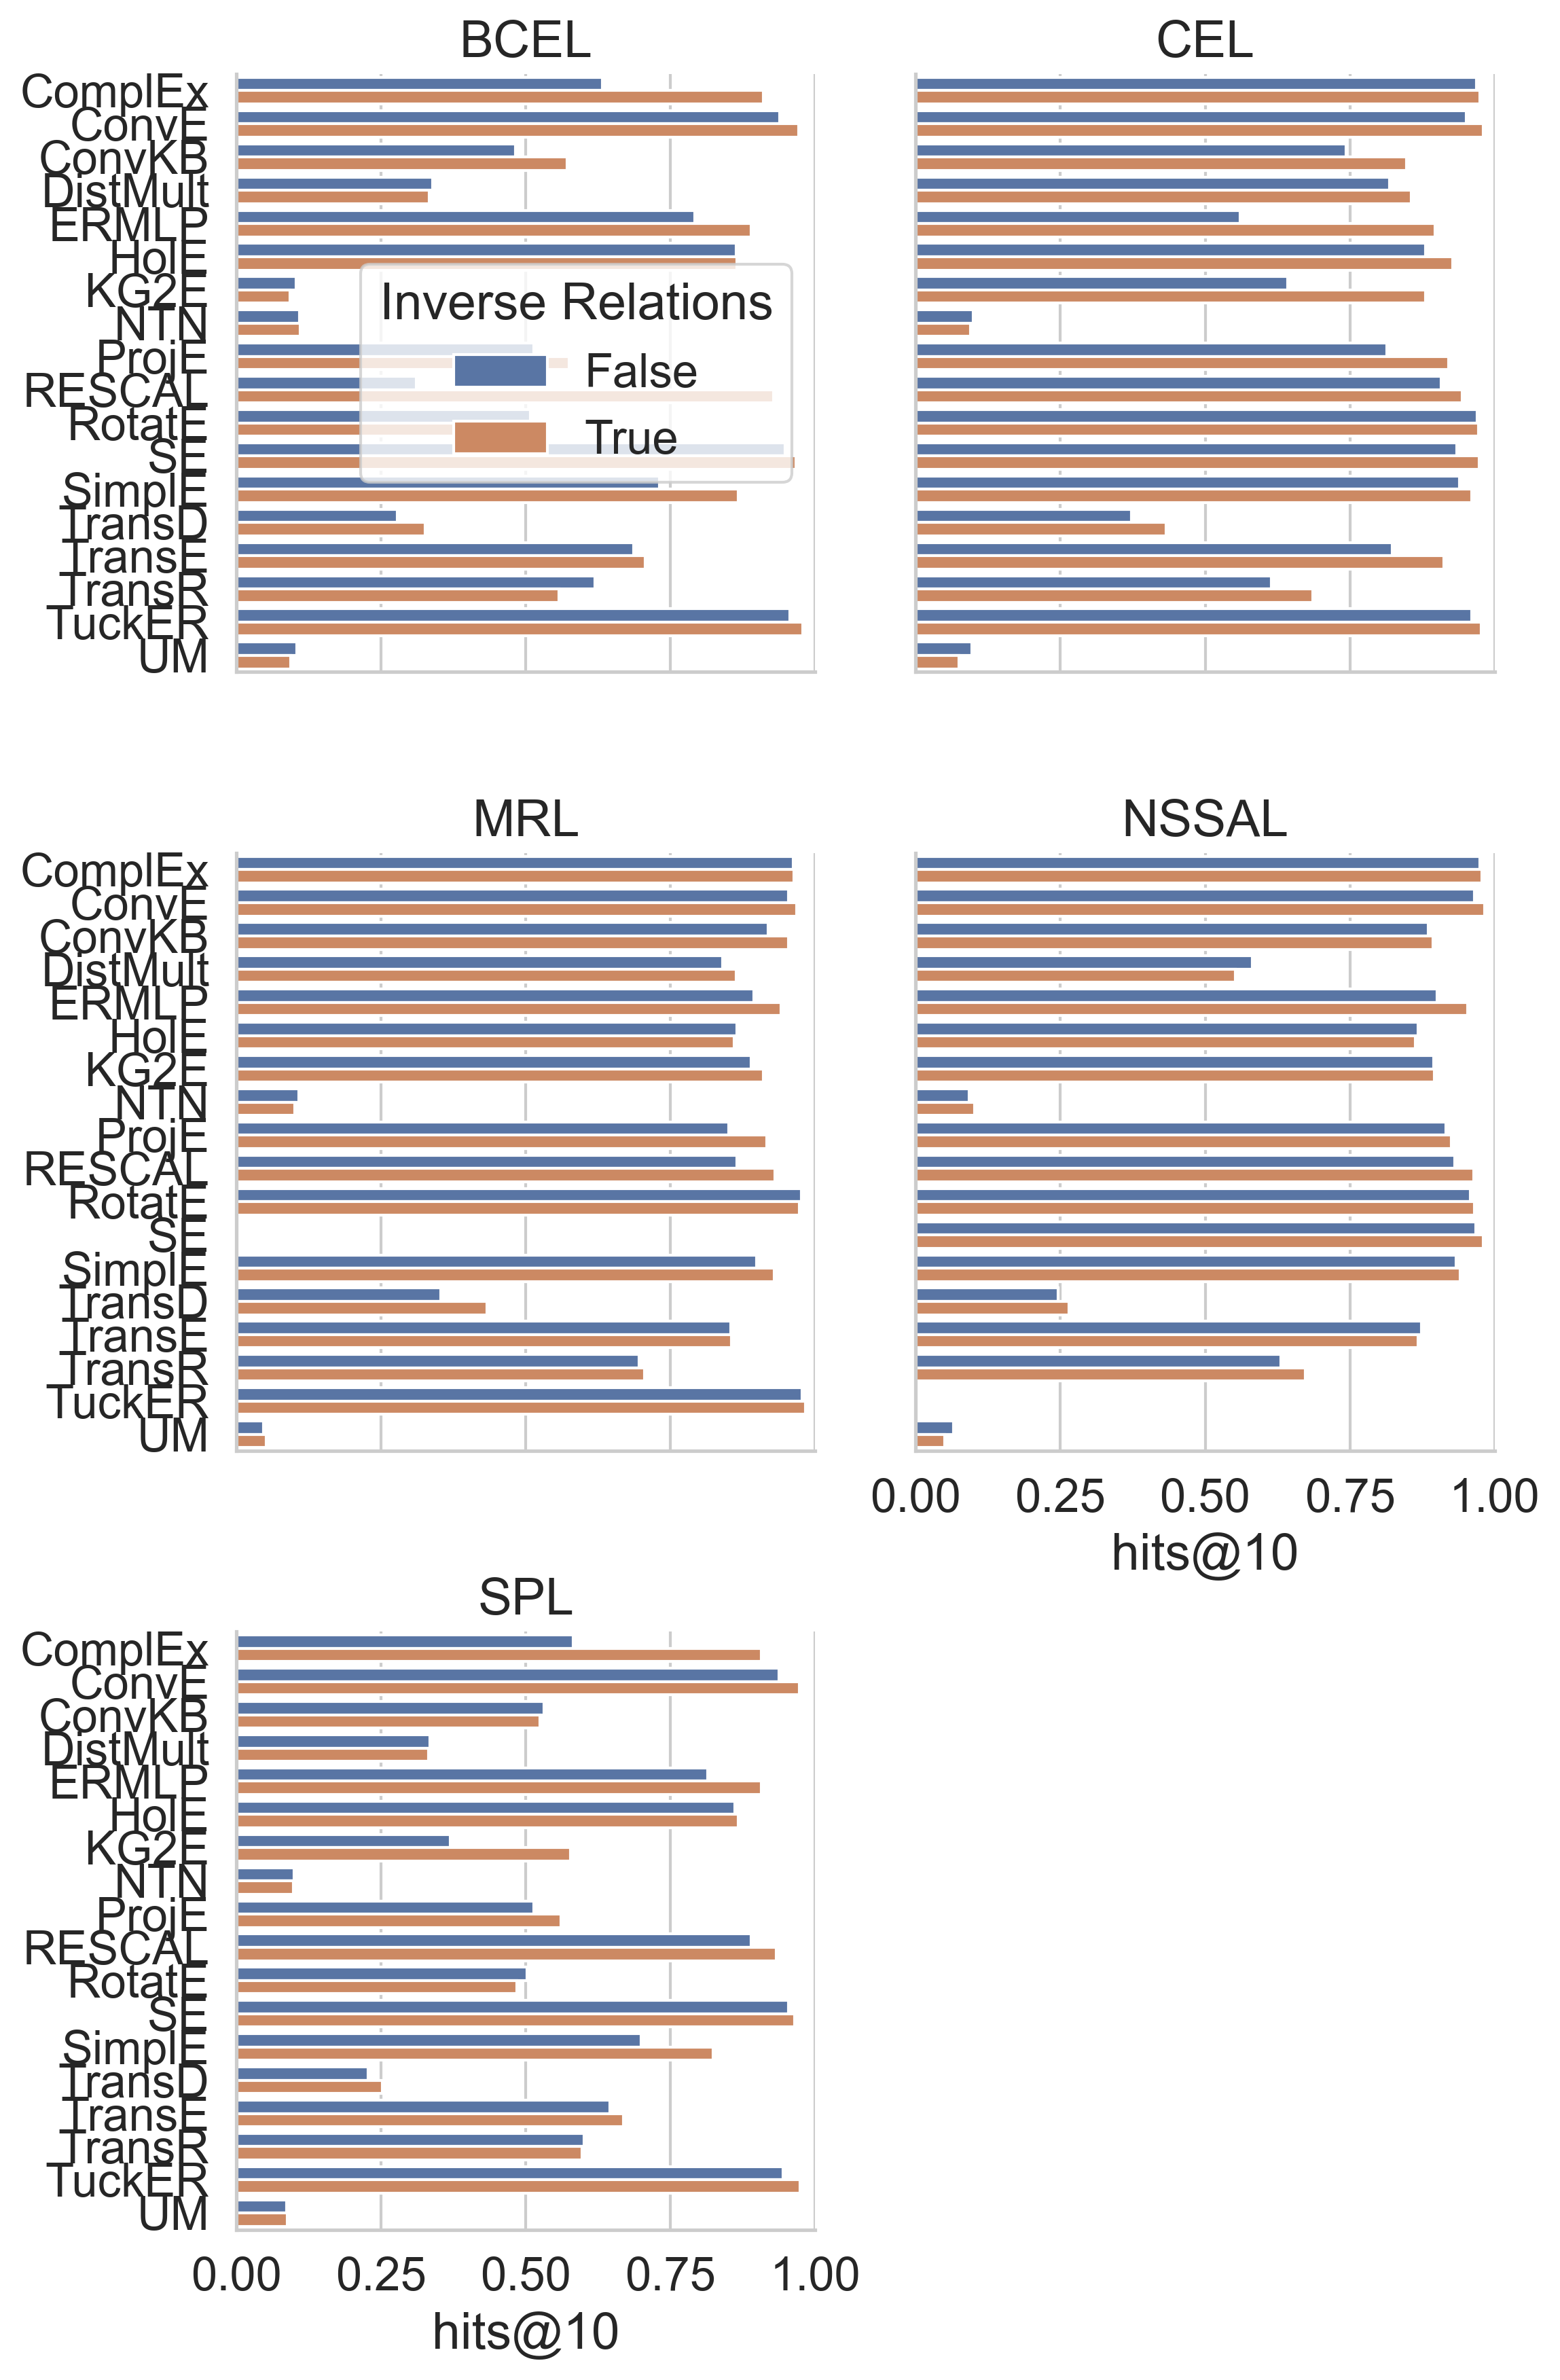 BCEL
CEL
ComplEx
ConvE
ConvKB
DistMult
ERMLP
HolE
KG2E
NTN
ProjE
RESCAL
RotatE
SE
SimplE
TransD
TransE
TransR
TuckER
UM
Inverse Relations
False
True
MRL
NSSAL
ComplEx
ConvE
ConvKB
DistMult
ERMLP
HolE
KG2E
NTN
ProjE
RESCAL
RotatE
SE
SimplE
TransD
TransE
TransR
TuckER
UM
0.00 0.25 0.50 0.75 1.00
hits@10
SPL
ComplEx
ConvE
ConvKB
DistMult
ERMLP
HolE
KG2E
NTN
ProjE
RESCAL
RotatE
SE
SimplE
TransD
TransE
TransR
TuckER
UM
0.00 0.25 0.50 0.75 1.00
hits@10